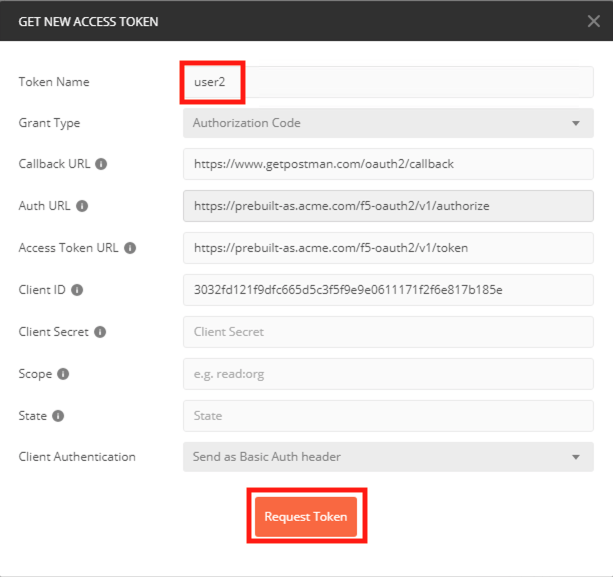 GET NEW ACCESS TOKEN
Token Name user2
Grant Type Authorization Code
Callback URL https://www.getpostman.com/oauth2/callback
Auth URL https://prebuilt-as.acme.com/f5-oauth2/v1/authorize
Access Token URL https://prebuilt-as.acme.com/f5-oauth2/v1/token
Client ID 3032fd121f9dfc665d5c3f5f9e9e0611171f2f6e817b185e
Client Secret Client Secret
Scope e.g. read:org
State State
Client Authentication Send as Basic Auth header
Request Token